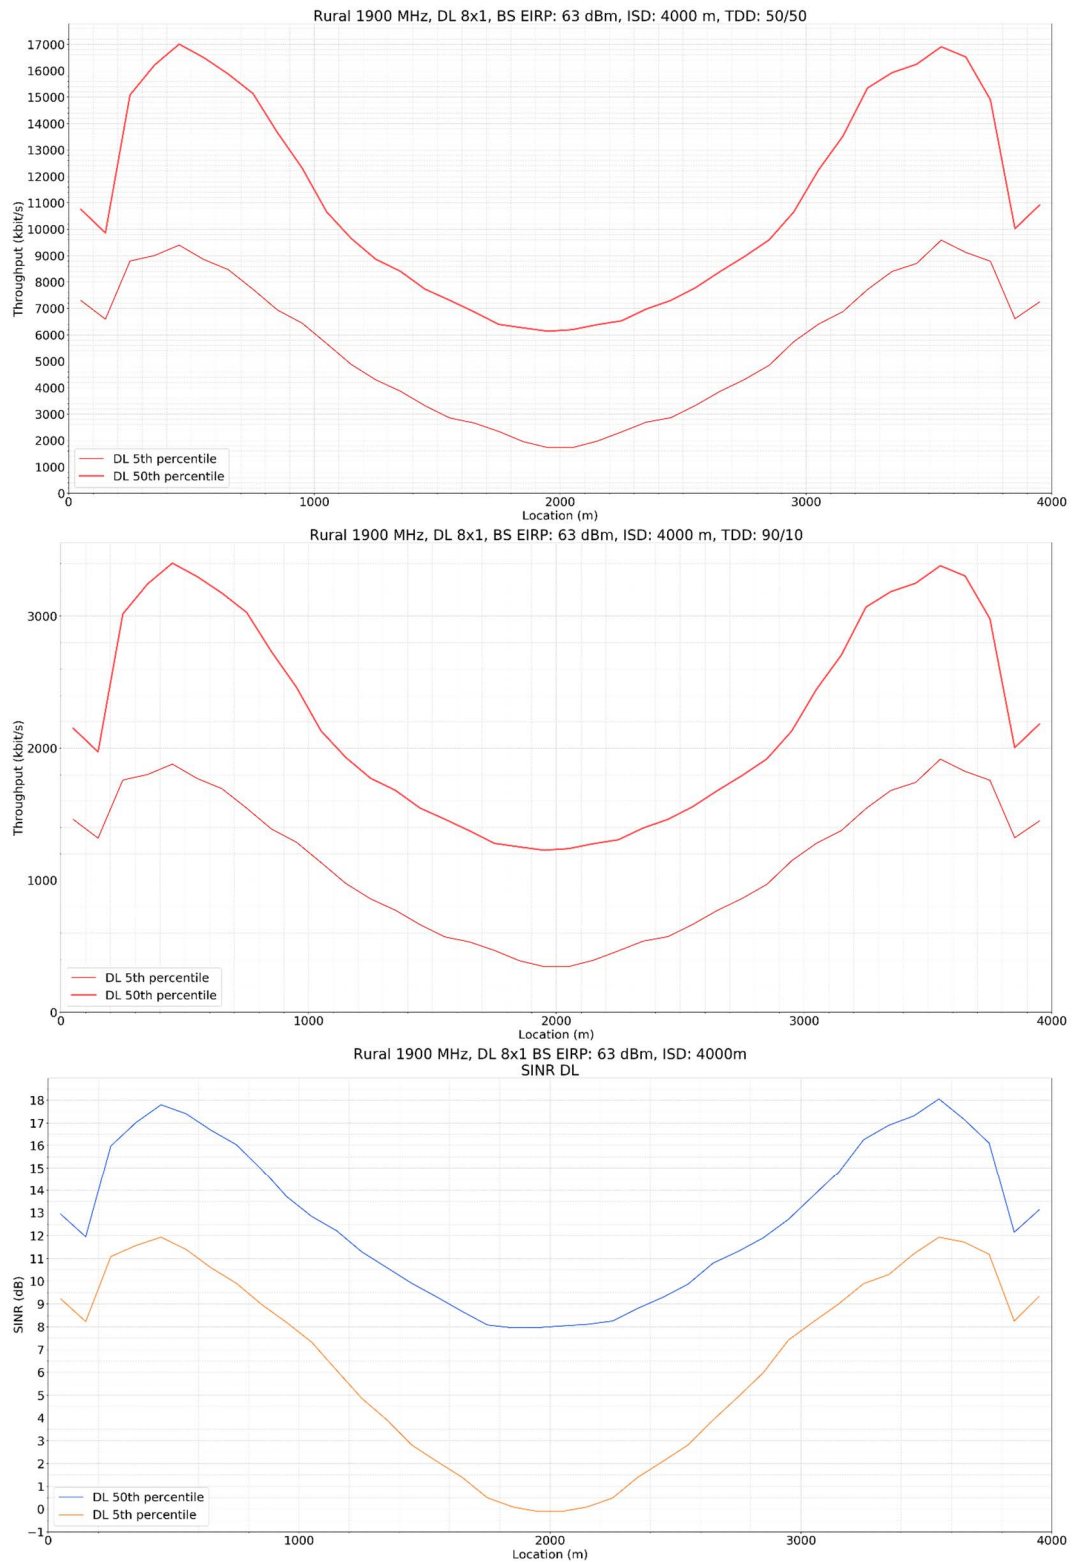 Rural 1900 MHz, DL 8x1, BS EIRP: 63 dBm, ISD: 4000 m, TDD: 50/50
17000
16000
15000
14000
13000
12000
11000
10000
9000
8000
7000
6000
5000
4000
3000
2000
1000
0
Throughput (kbit/s)
DL 5th percentile
DL 50th percentile
0 1000 2000 3000 4000
Location (m)
Rural 1900 MHz, DL 8x1, BS EIRP: 63 dBm, ISD: 4000 m, TDD: 90/10
3000
2000
1000
0
Throughput (kbit/s)
DL 5th percentile
DL 50th percentile
0 1000 2000 3000 4000
Location (m)
Rural 1900 MHz, DL 8x1 BS EIRP: 63 dBm, ISD: 4000m
SINR DL
18
17
16
15
14
13
12
11
10
9
8
7
6
5
4
3
2
1
0
−1
SINR (dB)
DL 50th percentile
DL 5th percentile
0 1000 2000 3000 4000
Location (m)